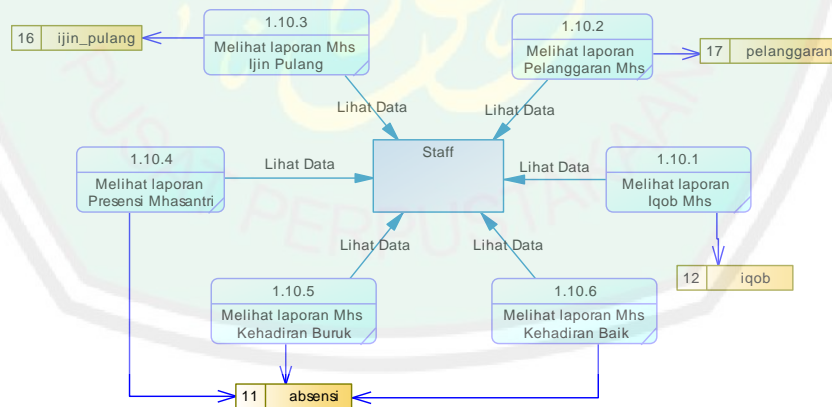 1.10.3
Melihat laporan Mhs
Ijin Pulang
16 ijin_pulang
1.10.2
Melihat laporan
Pelanggaran Mhs
17 pelanggaran
Lihat Data
Lihat Data
1.10.4
Melihat laporan
Presensi Mhasantri
Lihat Data
Staff
Lihat Data
1.10.1
Melihat laporan
Iqob Mhs
Lihat Data
Lihat Data
12 iqob
1.10.5
Melihat laporan Mhs
Kehadiran Buruk
1.10.6
Melihat laporan Mhs
Kehadiran Baik
11 absensi
PUSAT PERPUSTAKAAN